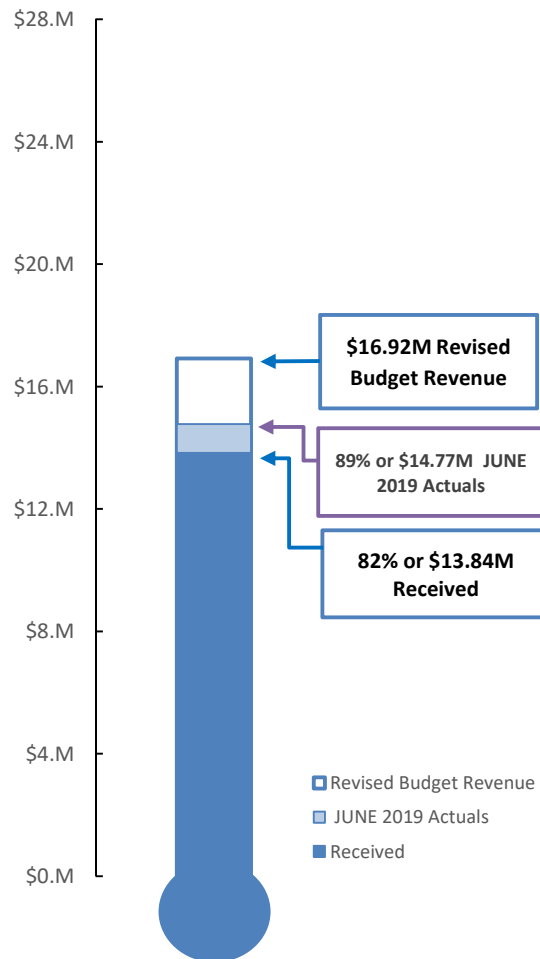 $28.M
$24.M
$20.M
$16.M
$12.M
$8.M
$4.M
$0.M
$16.92M Revised
Budget Revenue
89% or $14.77M JUNE
2019 Actuals
82% or $13.84M
Received
Revised Budget Revenue
JUNE 2019 Actuals
Received